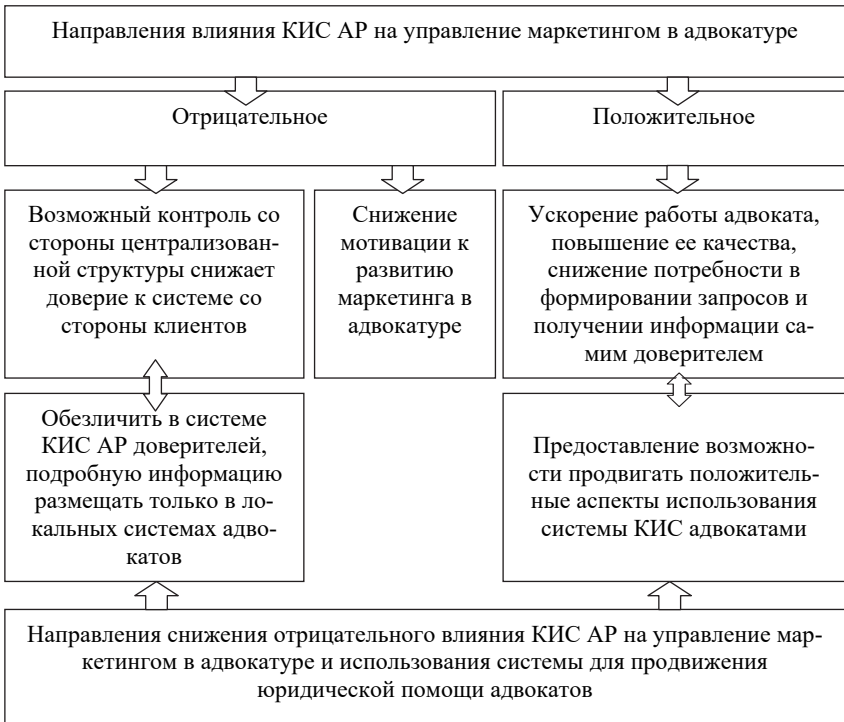 Направления влияния КИС АР на управление маркетингом в адвокатуре
Отрицательное
Положительное
Возможный контроль со
стороны централизован-
ной структуры снижает
доверие к системе со
стороны клиентов
Снижение
мотивации к
развитию
маркетинга в
адвокатуре
Ускорение работы адвоката,
повышение ее качества,
снижение потребности в
формировании запросов и
получении информации са-
мим доверителем
Обезличить в системе
КИС АР доверителей,
подробную информацию
размещать только в ло-
кальных системах адво-
катов
Предоставление возможно-
сти продвигать положитель-
ные аспекты использования
системы КИС адвокатами
Направления снижения отрицательного влияния КИС АР на управление мар-
кетингом в адвокатуре и использования системы для продвижения
юридической помощи адвокатов